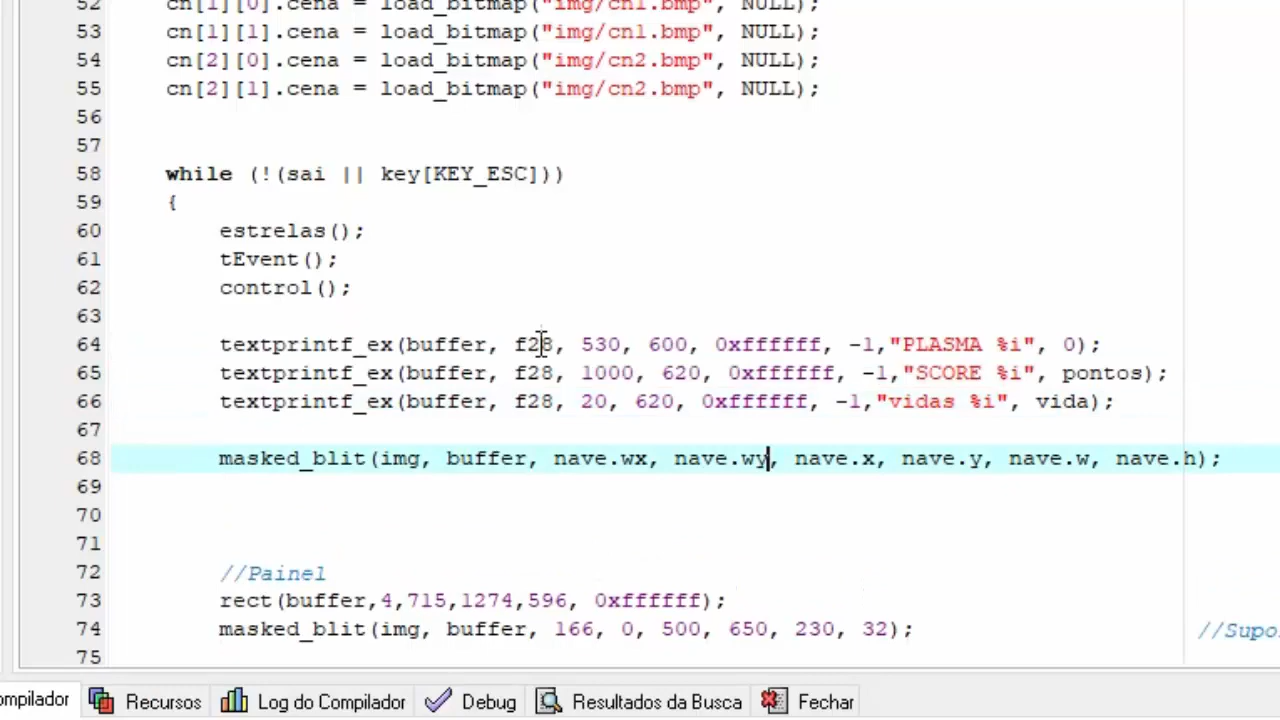 52 cn[1][0].cena = load_bitmap("img/cn1.bmp", NULL);
53 cn[1][1].cena = load_bitmap("img/cn1.bmp", NULL);
54 cn[2][0].cena = load_bitmap("img/cn2.bmp", NULL);
55 cn[2][1].cena = load_bitmap("img/cn2.bmp", NULL);
56
57
58 while (!(sai || key[KEY_ESC]))
59 {
60 estrelas();
61 tEvent();
62 control();
63
64 textprintf_ex(buffer, f28, 530, 600, 0xffffff, -1,"PLASMA %i", 0);
65 textprintf_ex(buffer, f28, 1000, 620, 0xffffff, -1,"SCORE %i", pontos);
66 textprintf_ex(buffer, f28, 20, 620, 0xffffff, -1,"vidas %i", vida);
67
68 masked_blit(img, buffer, nave.wx, nave.wy, nave.x, nave.y, nave.w, nave.h);
69
70
71
72 //Painel
73 rect(buffer,4,715,1274,596, 0xffffff);
74 masked_blit(img, buffer, 166, 0, 500, 650, 230, 32); //Supo
75
ompilador Recursos Log do Compilador Debug Resultados da Busca Fechar